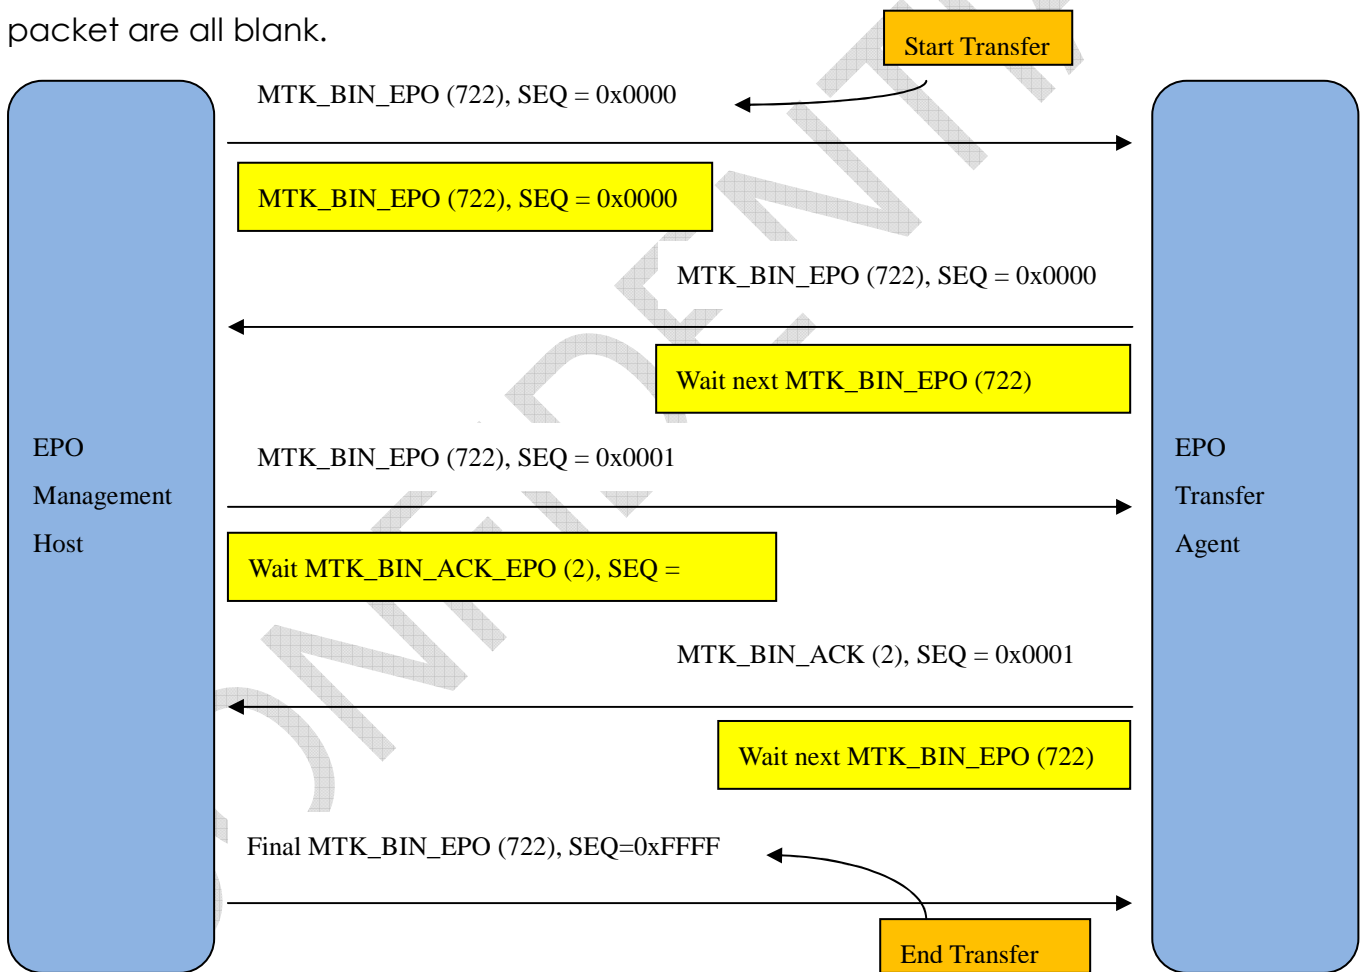 packet are all blank.
Start Transfer
MTK_BIN_EPO (722), SEQ = 0x0000
MTK_BIN_EPO (722), SEQ = 0x0000
MTK_BIN_EPO (722), SEQ = 0x0000
Wait next MTK_BIN_EPO (722)
EPO
Management
Host
MTK_BIN_EPO (722), SEQ = 0x0001
EPO
Transfer
Agent
Wait MTK_BIN_ACK_EPO (2), SEQ =
MTK_BIN_ACK (2), SEQ = 0x0001
Wait next MTK_BIN_EPO (722)
Final MTK_BIN_EPO (722), SEQ=0xFFFF
End Transfer
CONFIDENTIAL